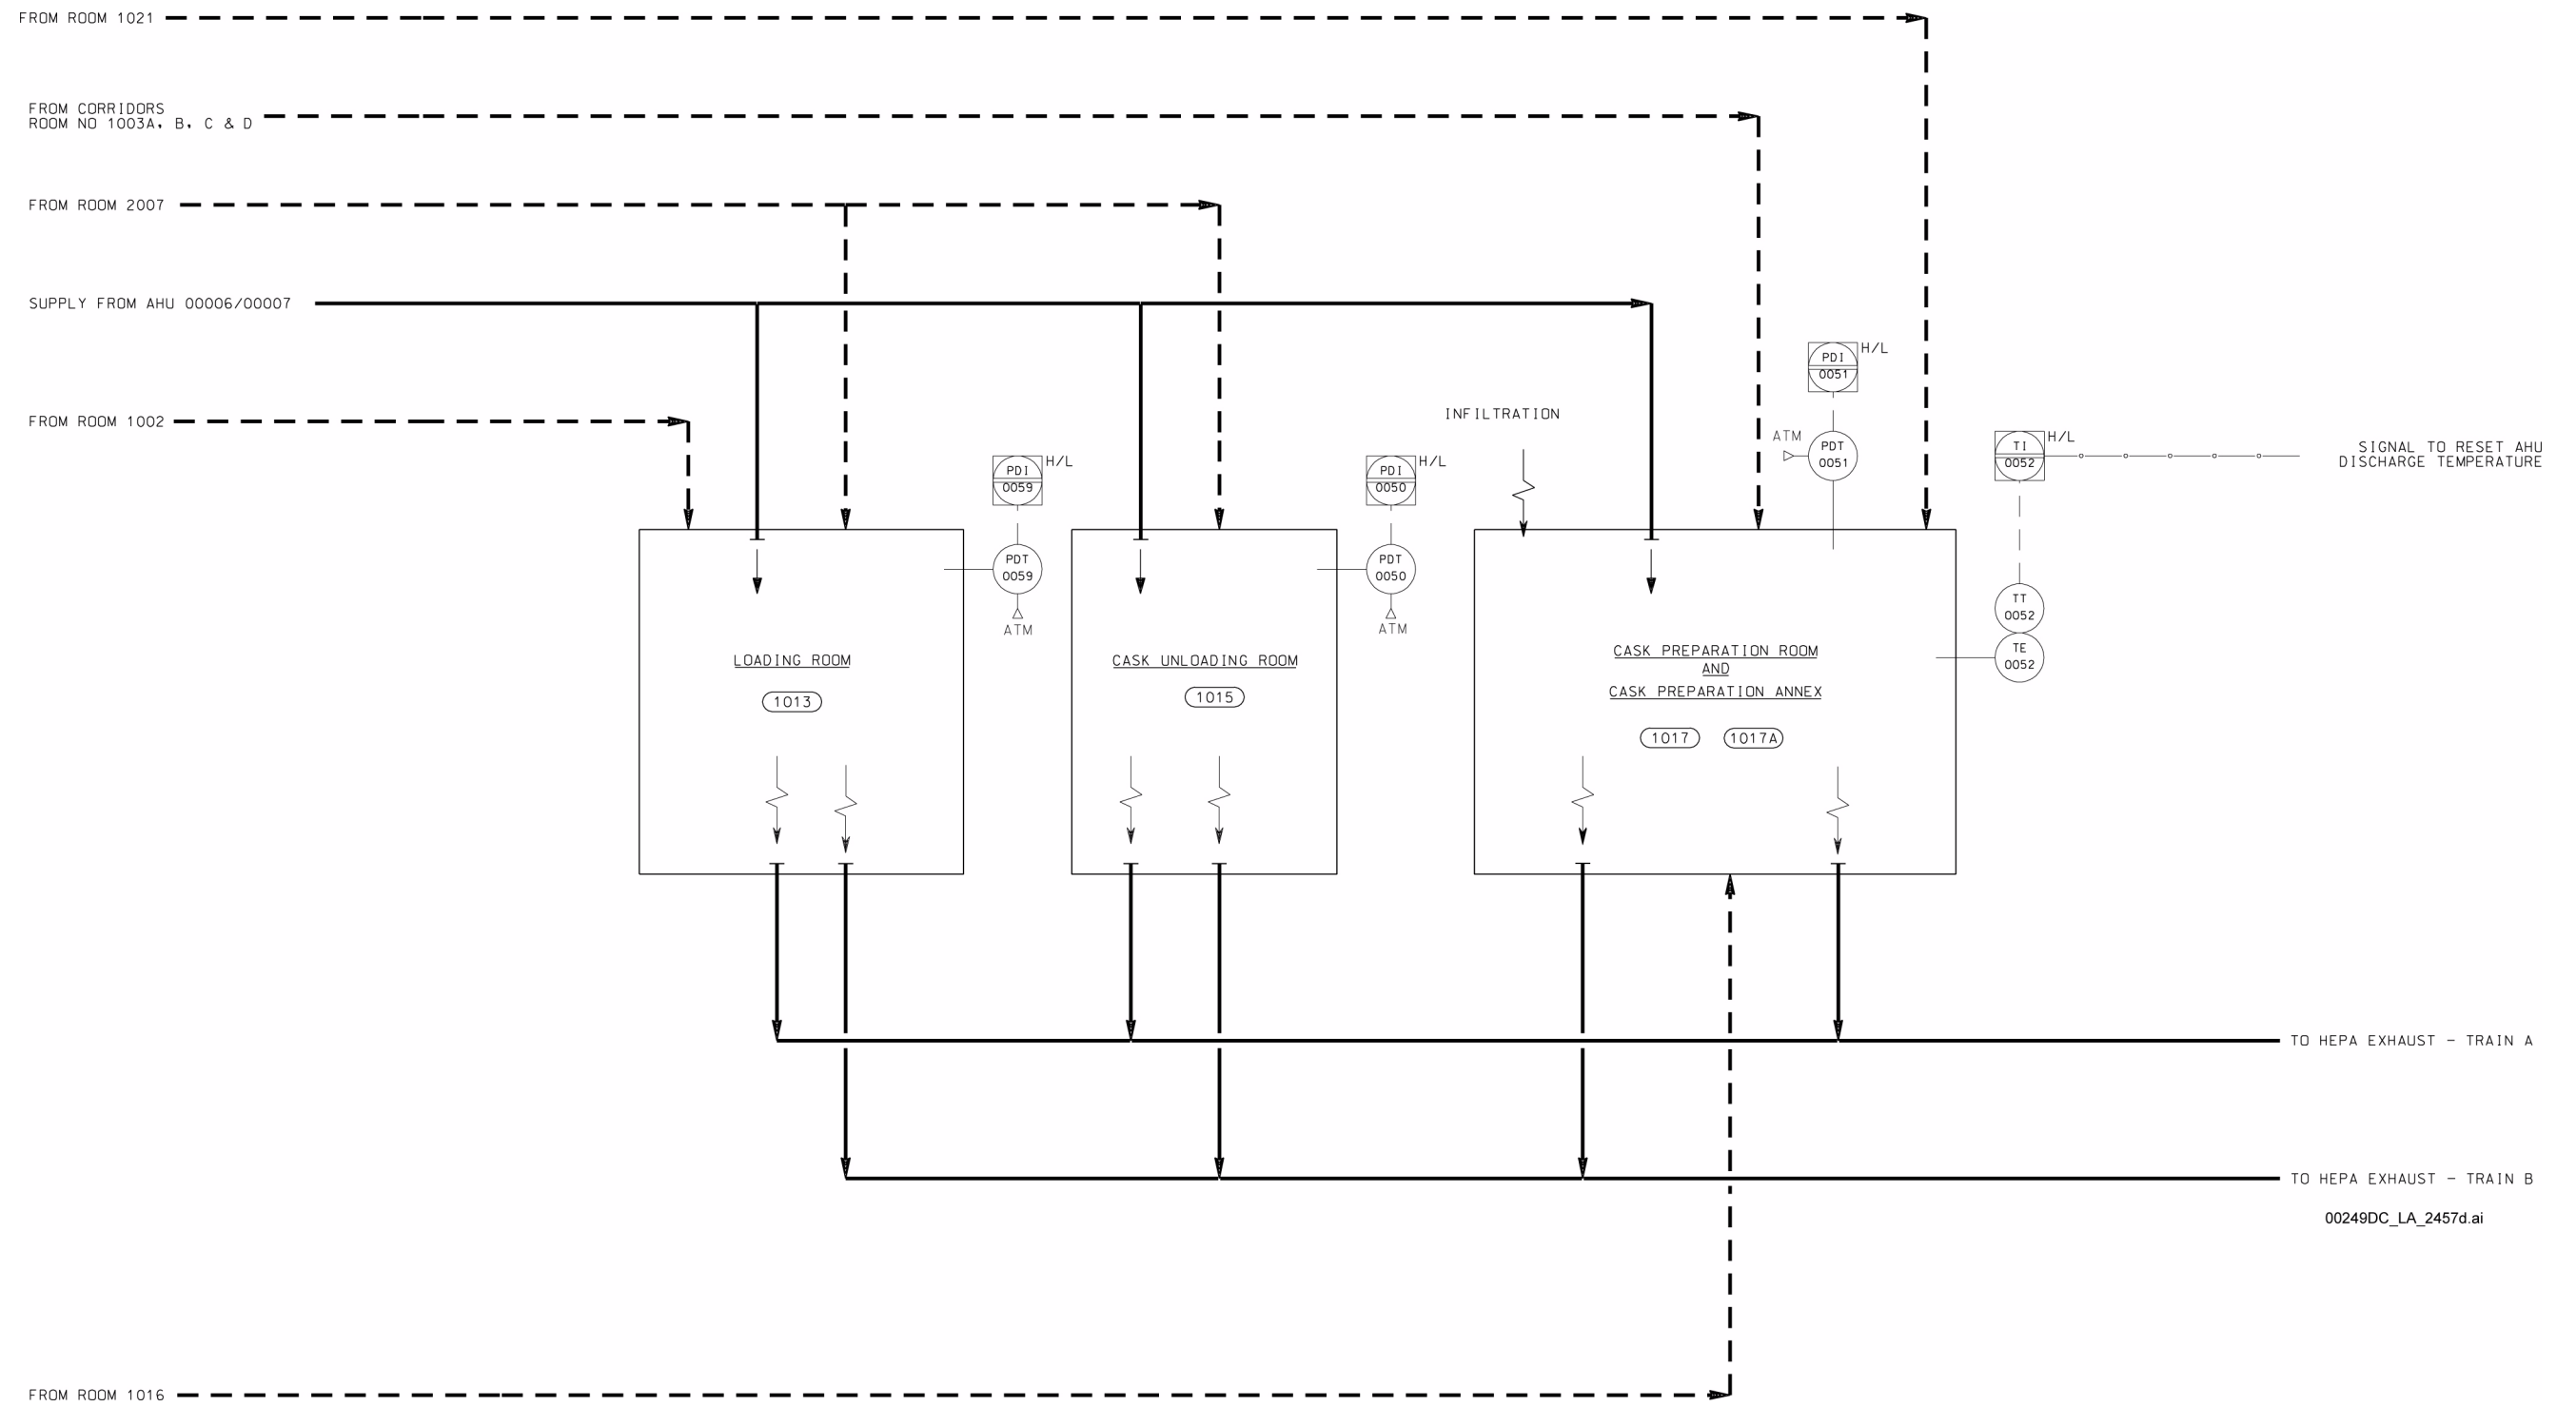 FROM ROOM 1021
FROM CORRIDORS
ROOM NO 1003A, B, C & D
FROM ROOM 2007
SUPPLY FROM AHU 00006/00007
FROM ROOM 1002
INFILTRATION
PDI
0051
H/L
ATM
PDT
0051
TI
0052
H/L
SIGNAL TO RESET AHU
DISCHARGE TEMPERATURE
PDI
0059
H/L
PDT
0059
ATM
PDI
0050
H/L
PDT
0050
ATM
TT
0052
TE
0052
LOADING ROOM
1013
CASK UNLOADING ROOM
1015
CASK PREPARATION ROOM
AND
CASK PREPARATION ANNEX
1017
1017A
TO HEPA EXHAUST - TRAIN A
TO HEPA EXHAUST - TRAIN B
00249DC_LA_2457d.ai
FROM ROOM 1016